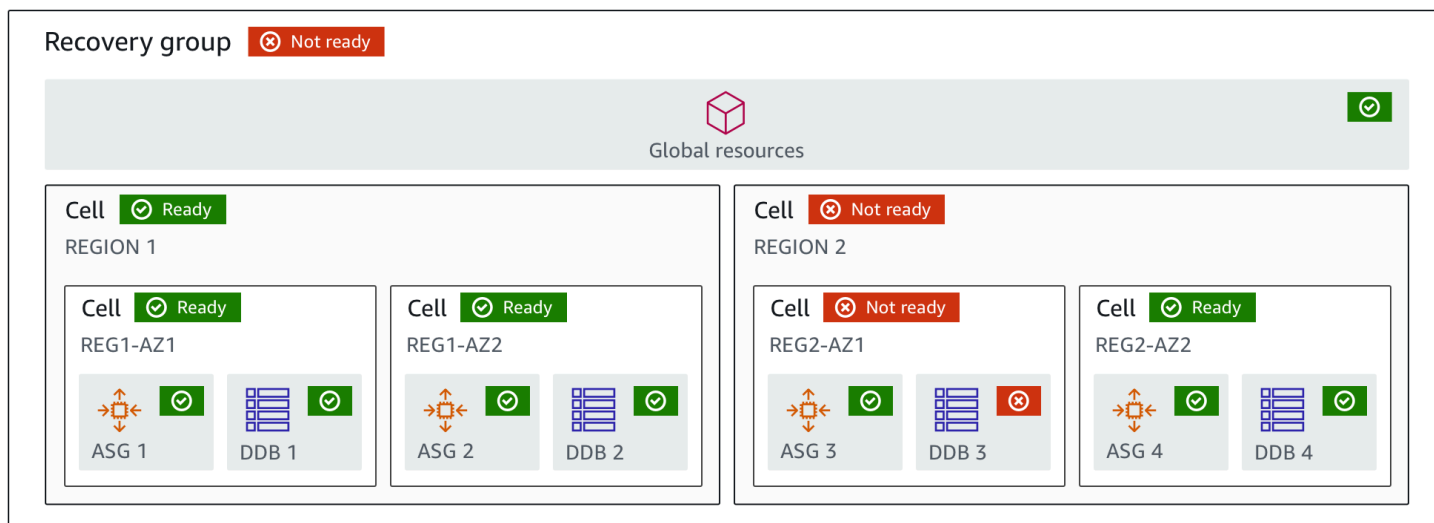 Recovery group Not ready
Global resources
Cell Ready
REGION 1
Cell Ready
REG1-AZ1
ASG 1
DDB 1
Cell Ready
REG1-AZ2
ASG 2
DDB 2
Cell Not ready
REGION 2
Cell Not ready
REG2-AZ1
ASG 3
DDB 3
Cell Ready
REG2-AZ2
ASG 4
DDB 4